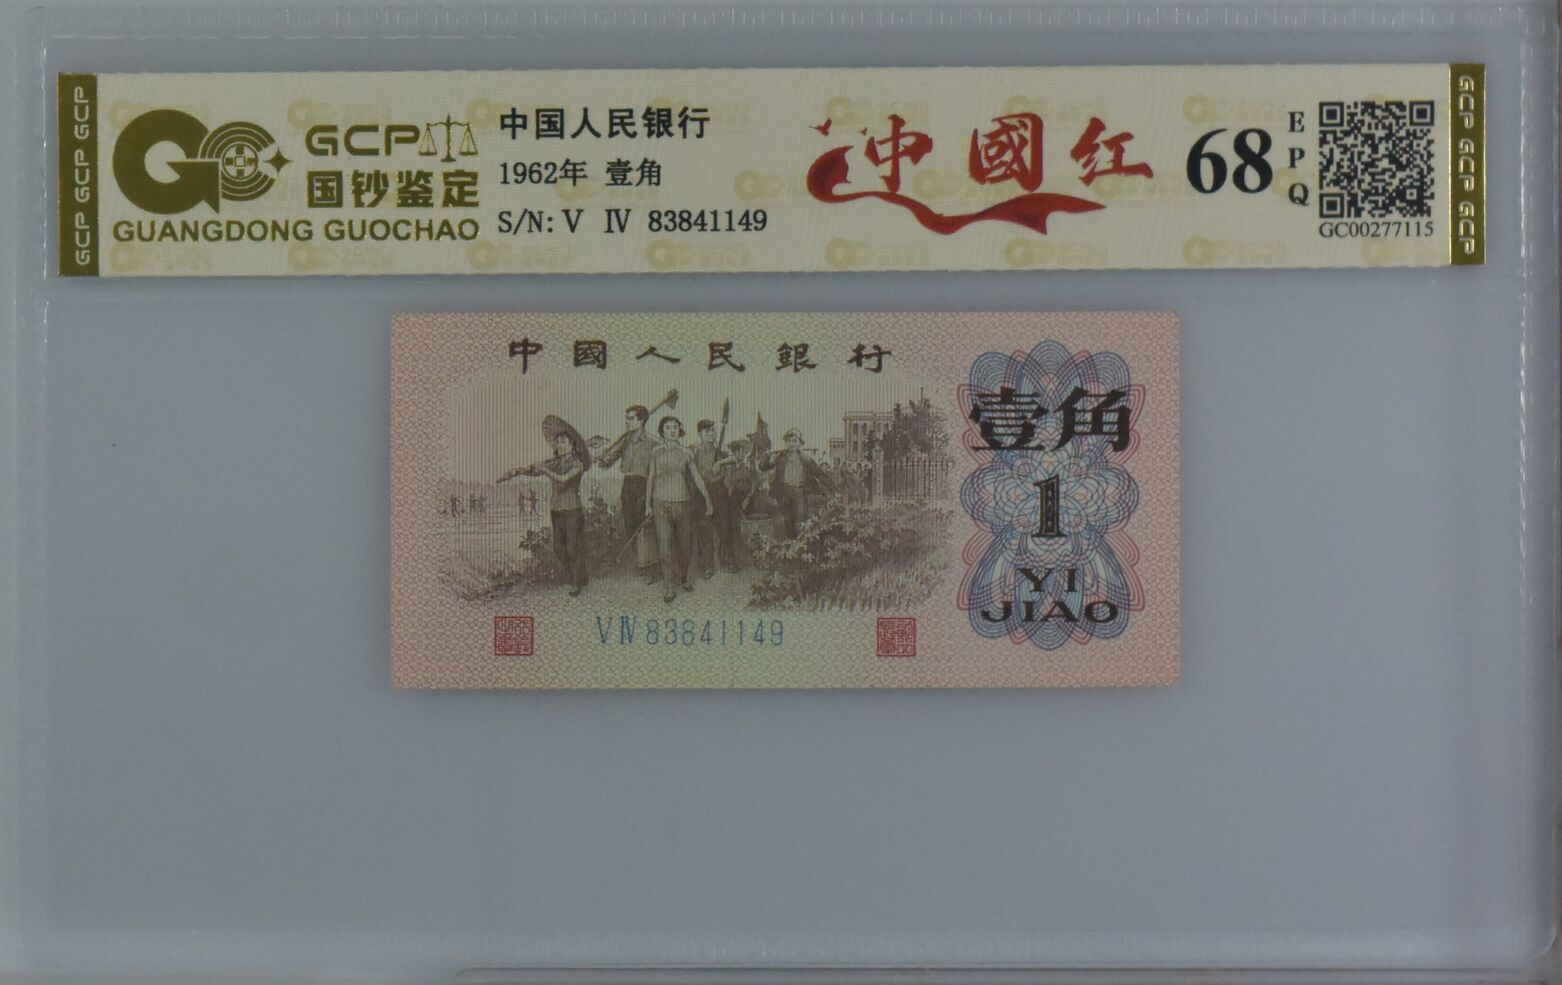 GCP GCP GCP
GCP
国钞鉴定
GUANGDONG GUOCHAO
中国人民银行
1962年 壹角
S/N: V IV 83841149
中國红
68
EPQ
GC00277115
GCP GCP GCP
中國人民銀行
壹角
1
YI
JIAO
V IV 83841149